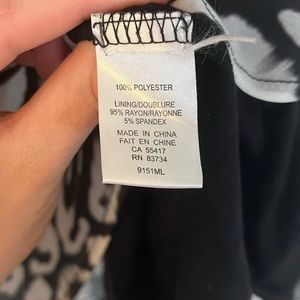 100% POLYESTER
LINING/DOUBLURE
95% RAYON/RAYONNE
5% SPANDEX
MADE IN CHINA
FAIT EN CHINE
CA 55417
RN 83734
9151ML